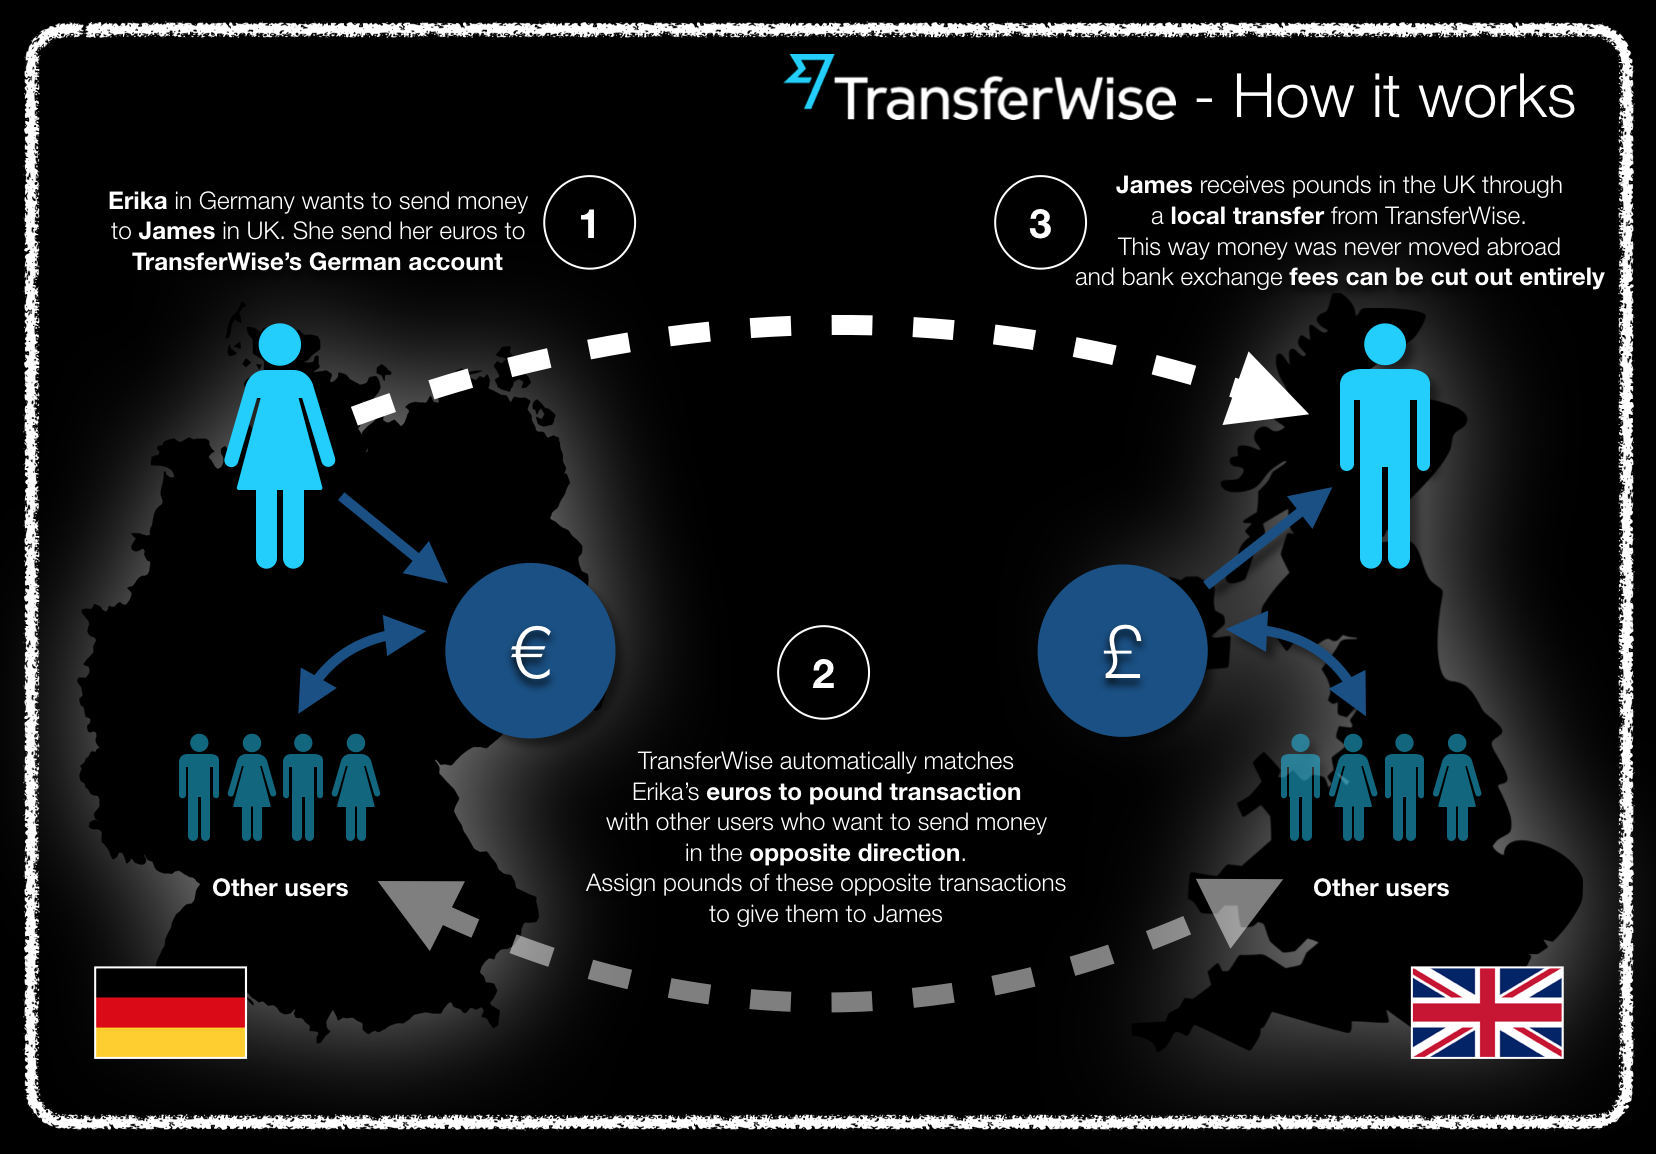 TransferWise - How it works
Erika in Germany wants to send money
to James in UK. She send her euros to
TransferWise's German account
1
3
James receives pounds in the UK through
a local transfer from TransferWise.
This way money was never moved abroad
and bank exchange fees can be cut out entirely
€
£
2
TransferWise automatically matches
Erika's euros to pound transaction
with other users who want to send money
in the opposite direction.
Assign pounds of these opposite transactions
to give them to James
Other users
Other users